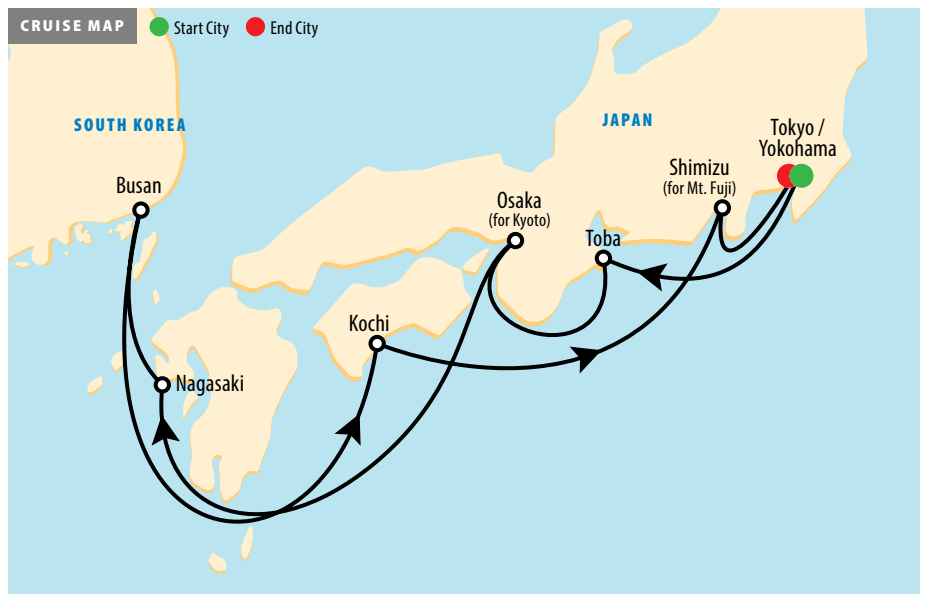 CRUISE MAP
Start City
End City
SOUTH KOREA
JAPAN
Tokyo /
Yokohama
Shimizu
(for Mt. Fuji)
Busan
Osaka
(for Kyoto)
Toba
Kochi
Nagasaki